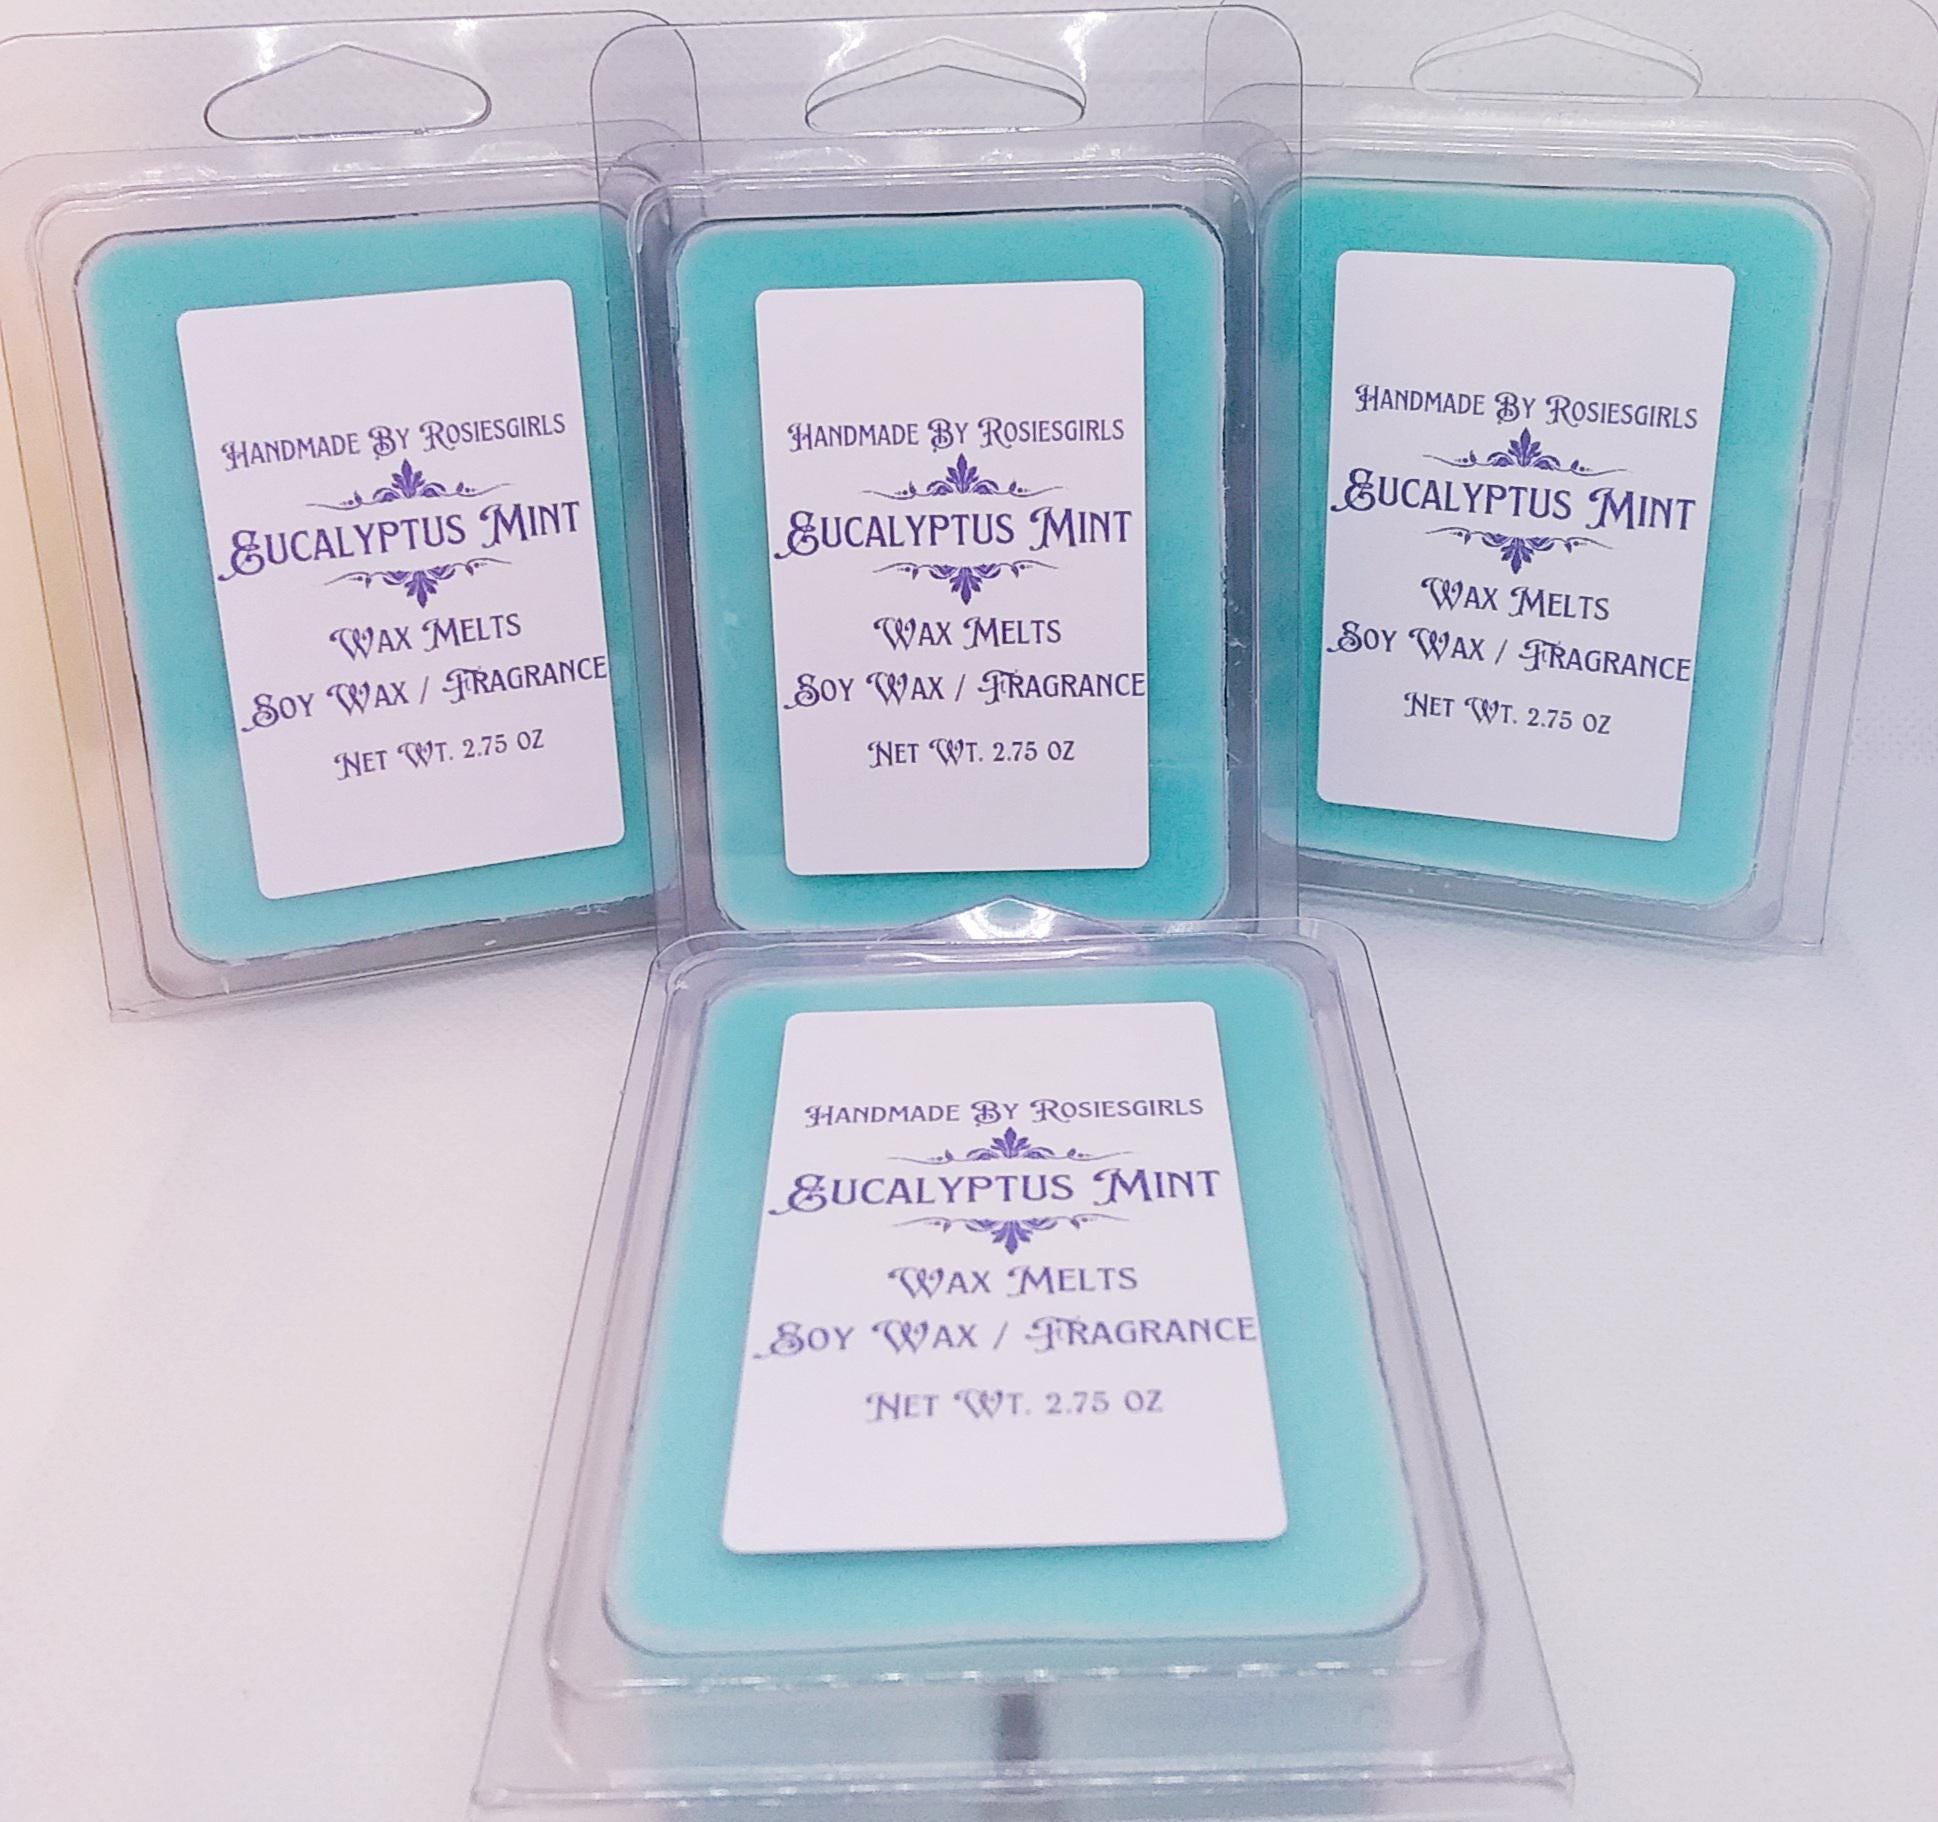 Handmade By Rosiesgirls
Eucalyptus Mint
Wax Melts
Soy Wax / Fragrance
Net Wt. 2.75 oz
Handmade By Rosiesgirls
Eucalyptus Mint
Wax Melts
Soy Wax / Fragrance
Net Wt. 2.75 oz
Handmade By Rosiesgirls
Eucalyptus Mint
Wax Melts
Soy Wax / Fragrance
Net Wt. 2.75 oz
Handmade By Rosiesgirls
Eucalyptus Mint
Wax Melts
Soy Wax / Fragrance
Net Wt. 2.75 oz